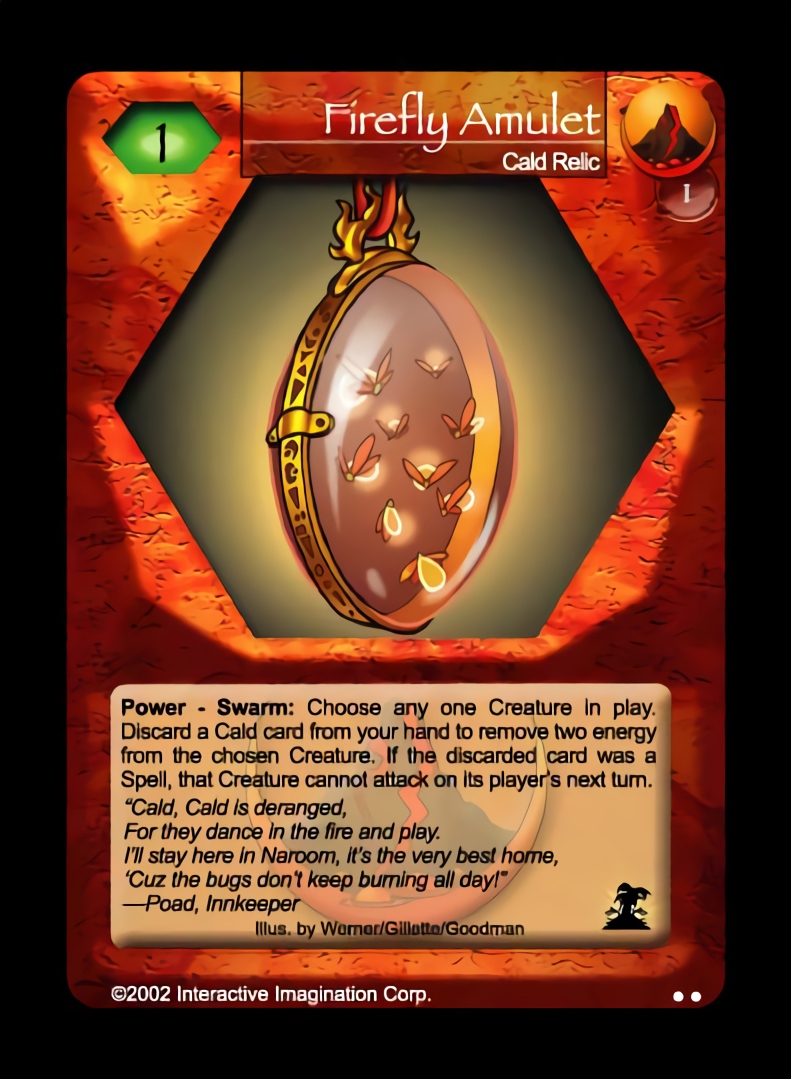 1
Firefly Amulet
Cald Relic
1
Power - Swarm: Choose any one Creature in play.
Discard a Cald card from your hand to remove two energy
from the chosen Creature. If the discarded card was a
Spell, that Creature cannot attack on its player's next turn.
"Cald, Cald is deranged,
For they dance in the fire and play.
I'll stay here in Naroom, it's the very best home,
'Cuz the bugs don't keep burning all day!"
—Poad, Innkeeper
Illus. by Werner/Gillette/Goodman
©2002 Interactive Imagination Corp.